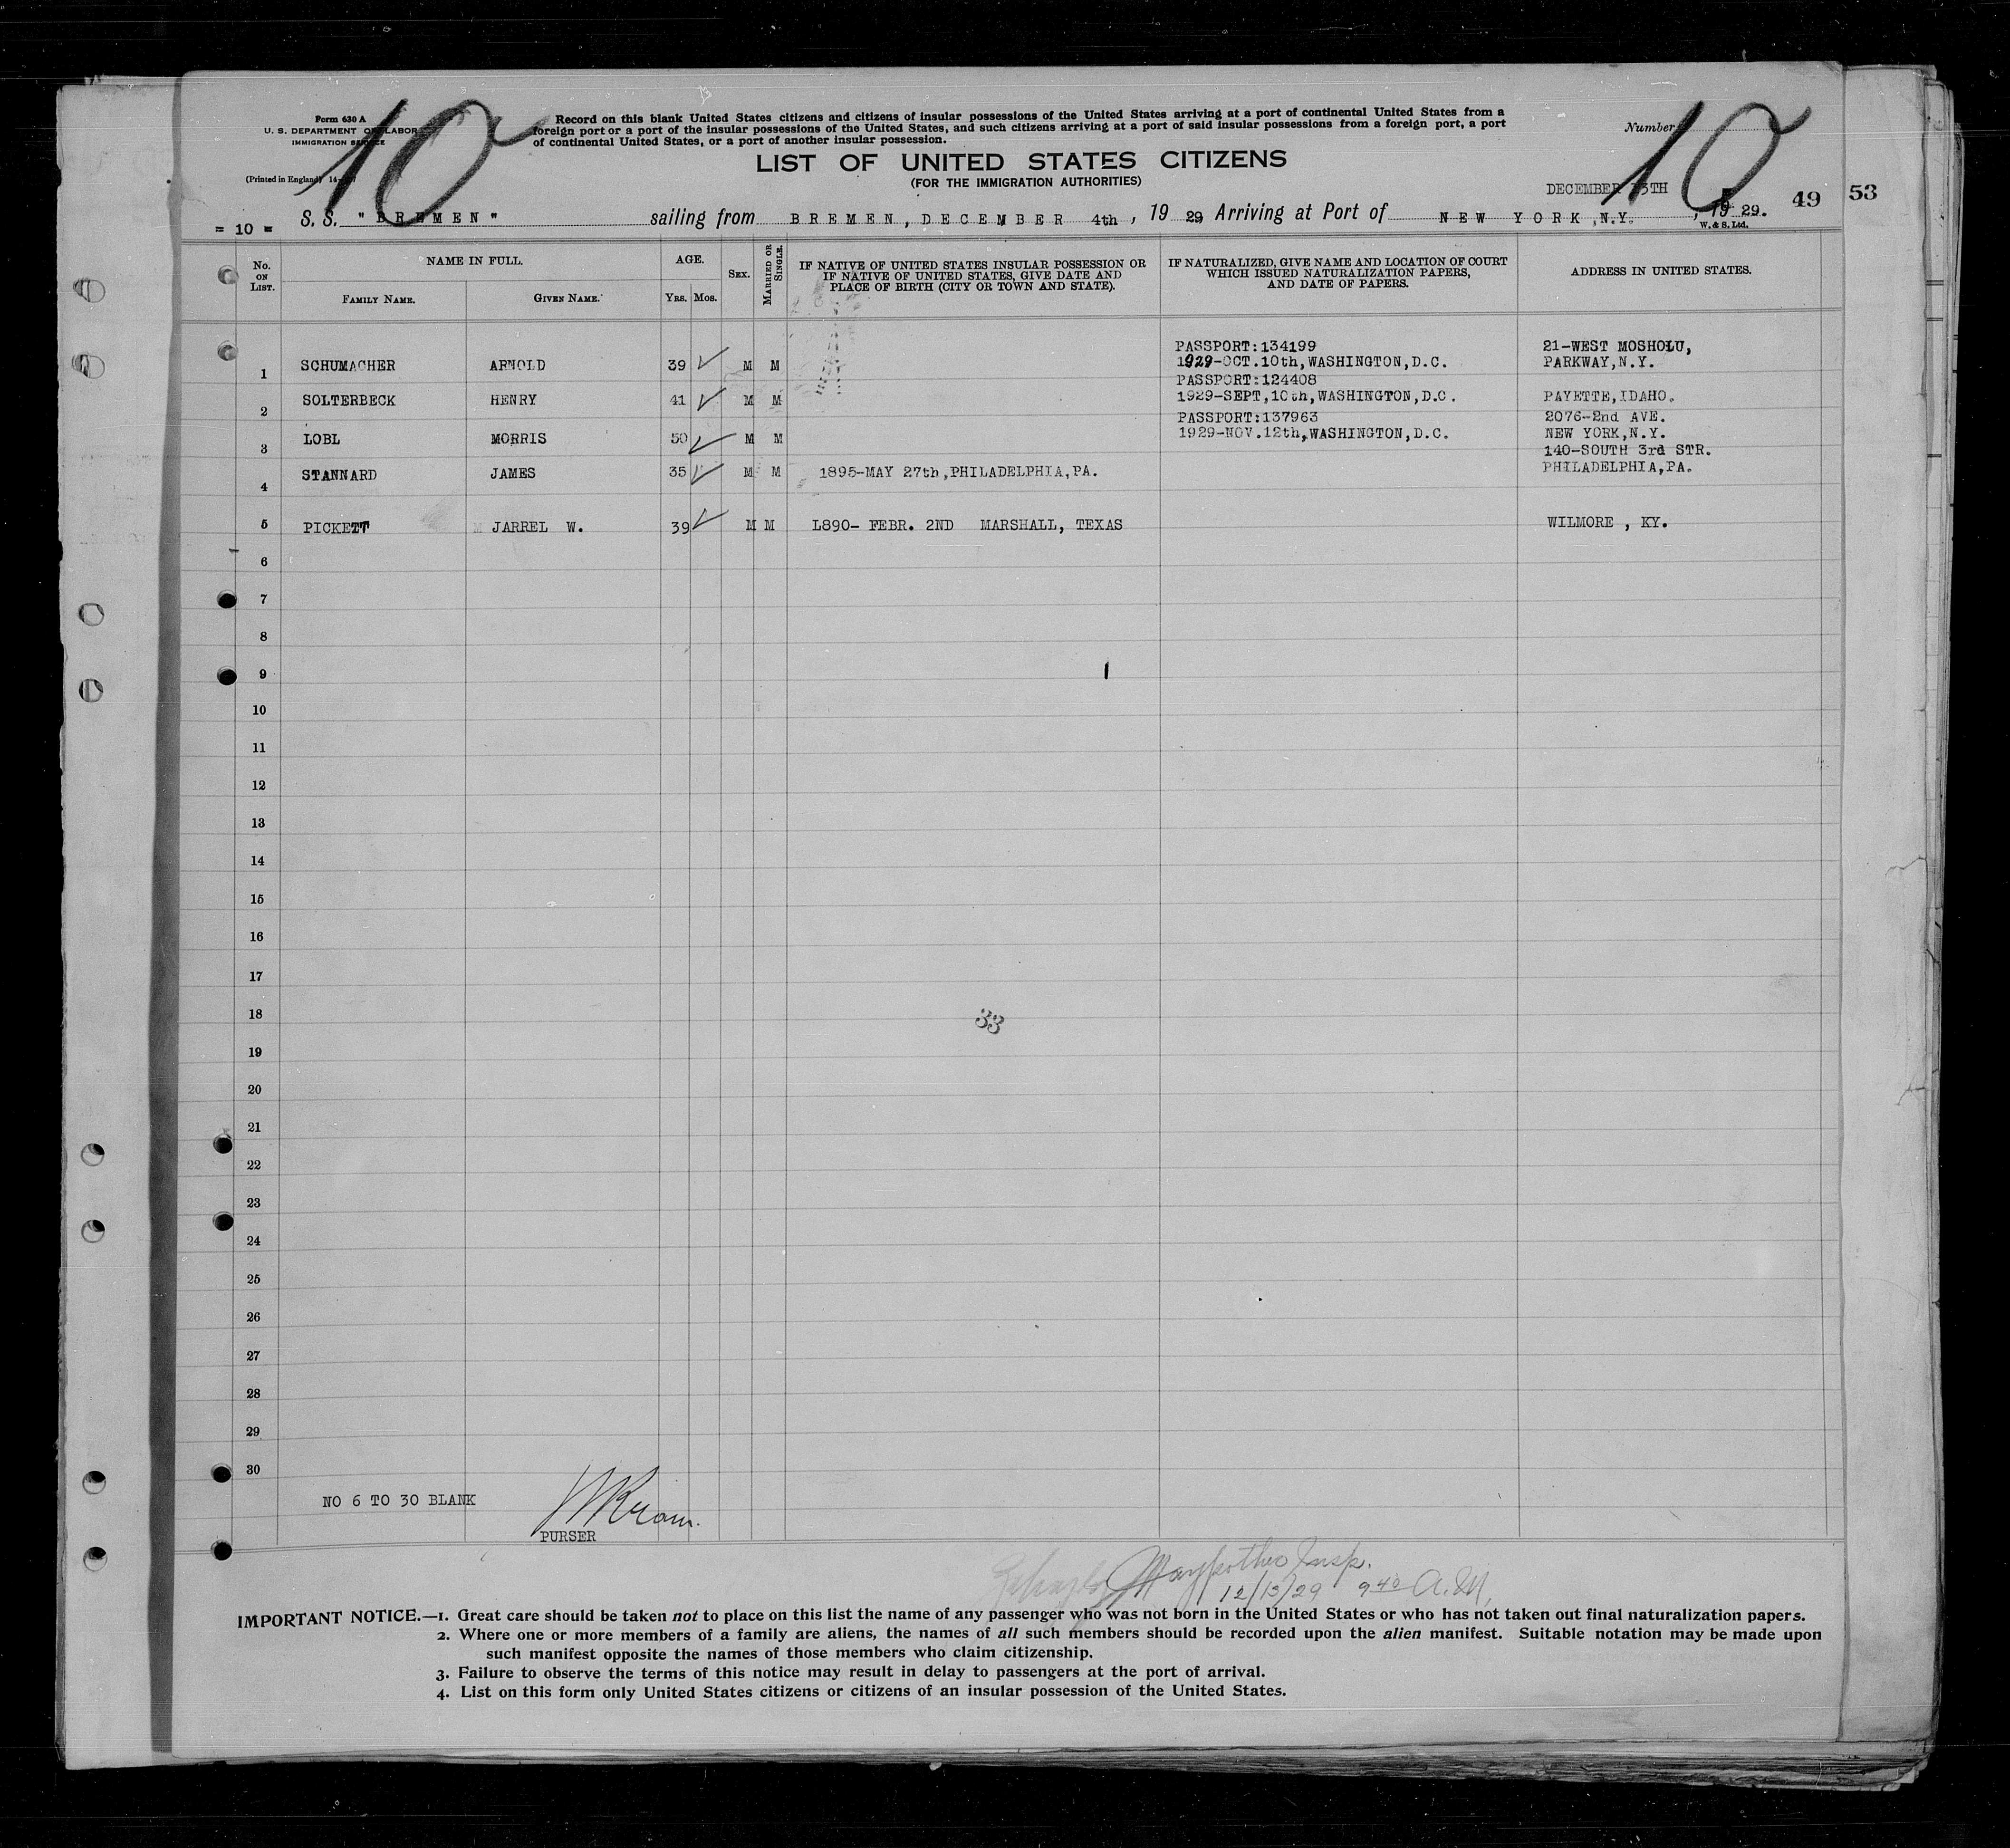 10
10
Form 630 A
U. S. DEPARTMENT OF LABOR
IMMIGRATION SERVICE
(Printed in England)
Record on this blank United States citizens and citizens of insular possessions of the United States arriving at a port of continental United States from a
foreign port or a port of the insular possessions of the United States, and such citizens arriving at a port of said insular possessions from a foreign port, a port
of continental United States, or a port of another insular possession.
Number
LIST OF UNITED STATES CITIZENS
(FOR THE IMMIGRATION AUTHORITIES)
DECEMBER 13TH
49 53
S. S. "BREMEN" sailing from BREMEN, DECEMBER 4th, 1929 Arriving at Port of NEW YORK, N.Y., 1929.
W. & S. Ltd.
= 10 =
No. ON LIST.
NAME IN FULL.
FAMILY NAME. GIVEN NAME.
AGE.
YRS. MOS.
SEX.
MARRIED OR SINGLE.
IF NATIVE OF UNITED STATES INSULAR POSSESSION OR
IF NATIVE OF UNITED STATES, GIVE DATE AND
PLACE OF BIRTH (CITY OR TOWN AND STATE).
IF NATURALIZED, GIVE NAME AND LOCATION OF COURT
WHICH ISSUED NATURALIZATION PAPERS,
AND DATE OF PAPERS.
ADDRESS IN UNITED STATES.
PASSPORT:134199 21-WEST MOSHOLU,
1 SCHUMACHER ARNOLD 39 M M 1929-OCT.10th,WASHINGTON,D.C. PARKWAY,N.Y.
PASSPORT:124408
2 SOLTERBECK HENRY 41 M M 1929-SEPT,10th,WASHINGTON,D.C. PAYETTE,IDAHO.
PASSPORT:137963 2076-2nd AVE.
3 LOBL MORRIS 50 M M 1929-NOV.12th,WASHINGTON,D.C. NEW YORK,N.Y.
140-SOUTH 3rd STR.
4 STANNARD JAMES 35 M M 1895-MAY 27th,PHILADELPHIA,PA. PHILADELPHIA,PA.
5 PICKETT JARREL W. 39 M M L890- FEBR. 2ND MARSHALL, TEXAS WILMORE , KY.
6
7
8
9
10
11
12
13
14
15
16
17
18
33
19
20
21
22
23
24
25
26
27
28
29
30
NO 6 TO 30 BLANK
PURSER
Insp.
12/13/29 9 40 A.M.
IMPORTANT NOTICE.—1. Great care should be taken not to place on this list the name of any passenger who was not born in the United States or who has not taken out final naturalization papers.
2. Where one or more members of a family are aliens, the names of all such members should be recorded upon the alien manifest. Suitable notation may be made upon
such manifest opposite the names of those members who claim citizenship.
3. Failure to observe the terms of this notice may result in delay to passengers at the port of arrival.
4. List on this form only United States citizens or citizens of an insular possession of the United States.